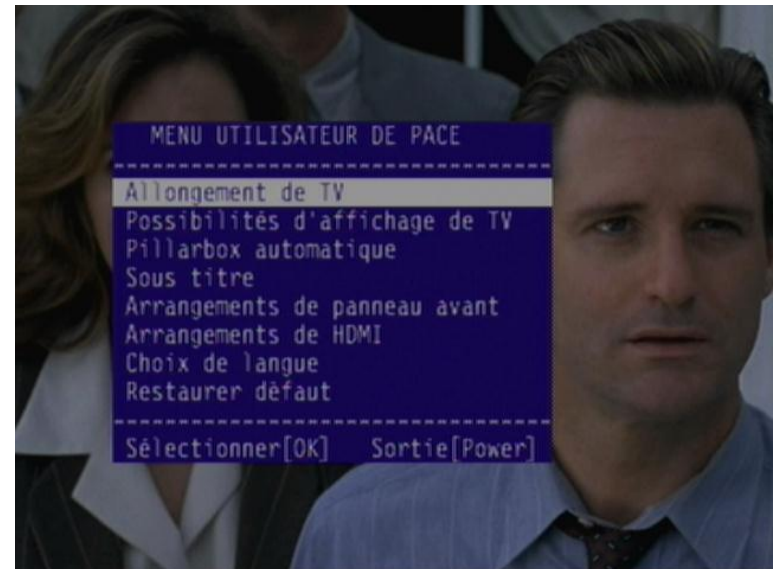 MENU UTILISATEUR DE PACE
Allongement de TV
Possibilités d'affichage de TV
Pillarbox automatique
Sous titre
Arrangements de panneau avant
Arrangements de HDMI
Choix de langue
Restaurer défaut
Sélectionner[OK] Sortie[Power]